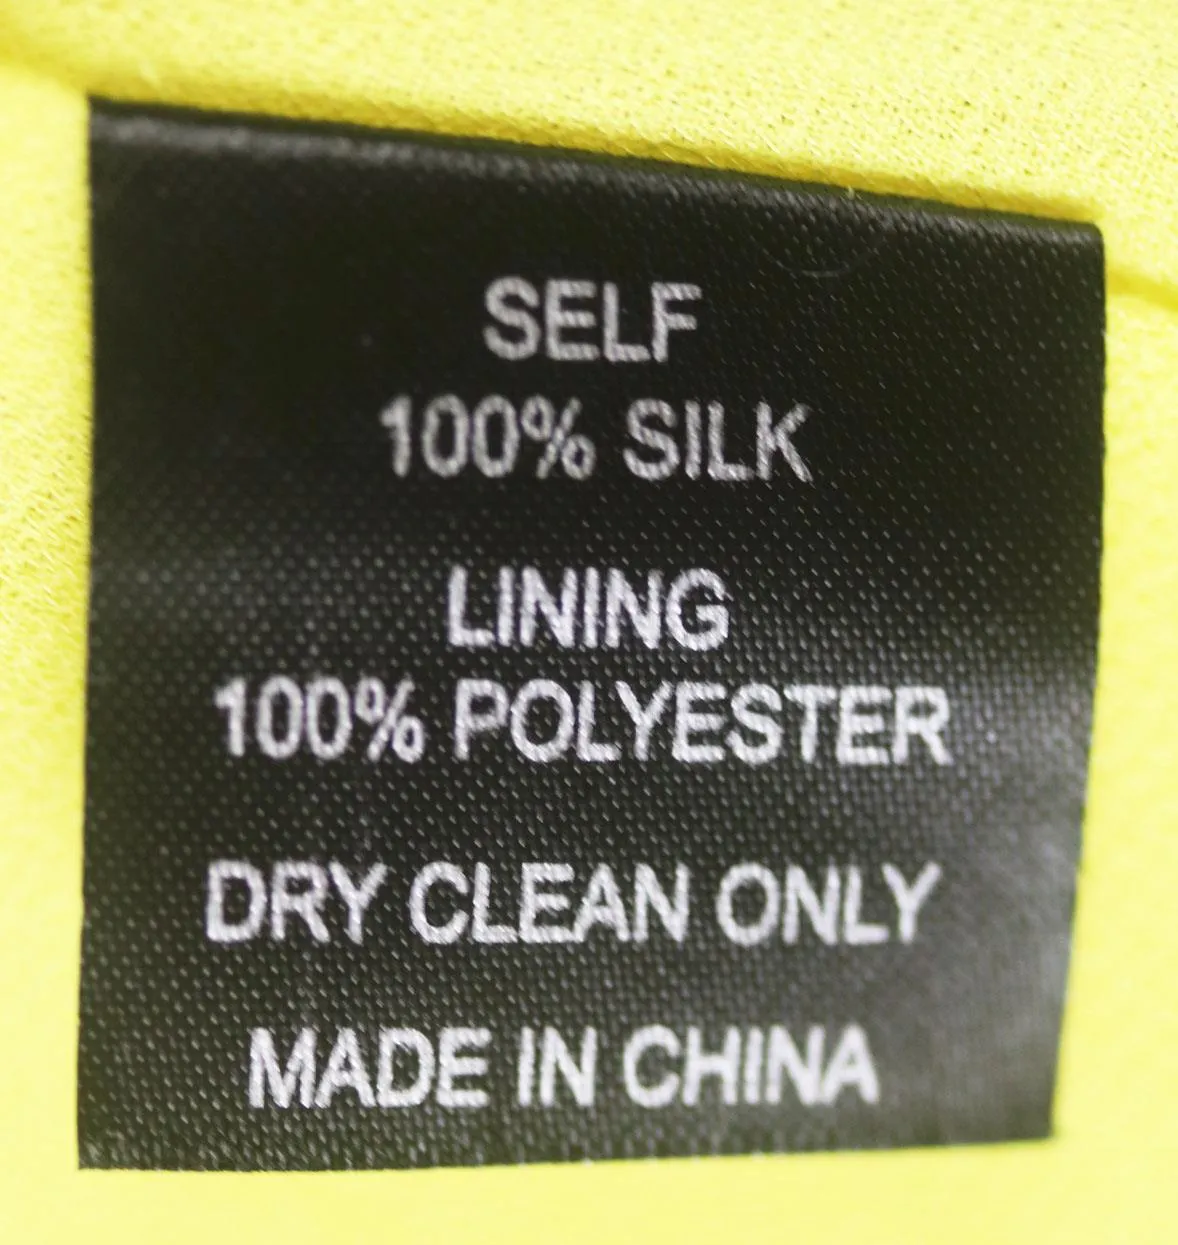 SELF
100% SILK
LINING
100% POLYESTER
DRY CLEAN ONLY
MADE IN CHINA